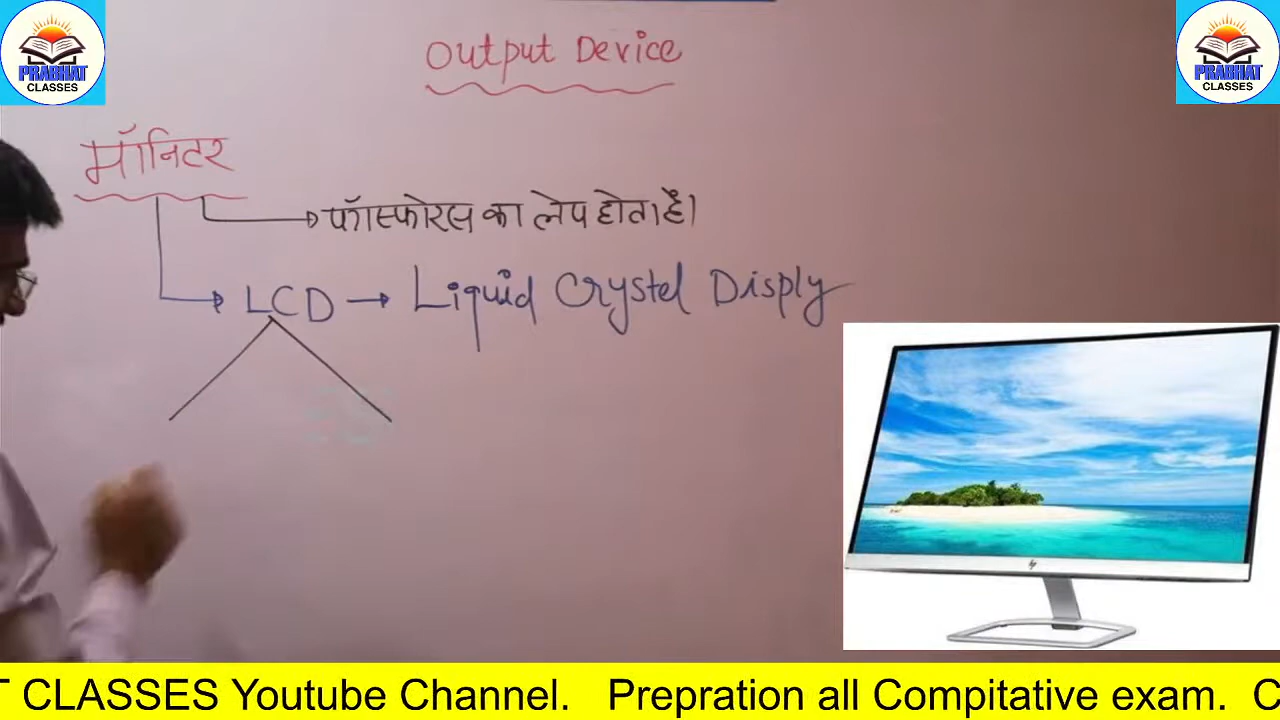 PRABHAT
CLASSES
PRABHAT
CLASSES
Output Device
मॉनिटर
फॉस्फोरस का लेप होता है।
LCD → Liquid Crystel Disply
hp
T CLASSES Youtube Channel. Prepration all Compitative exam. C